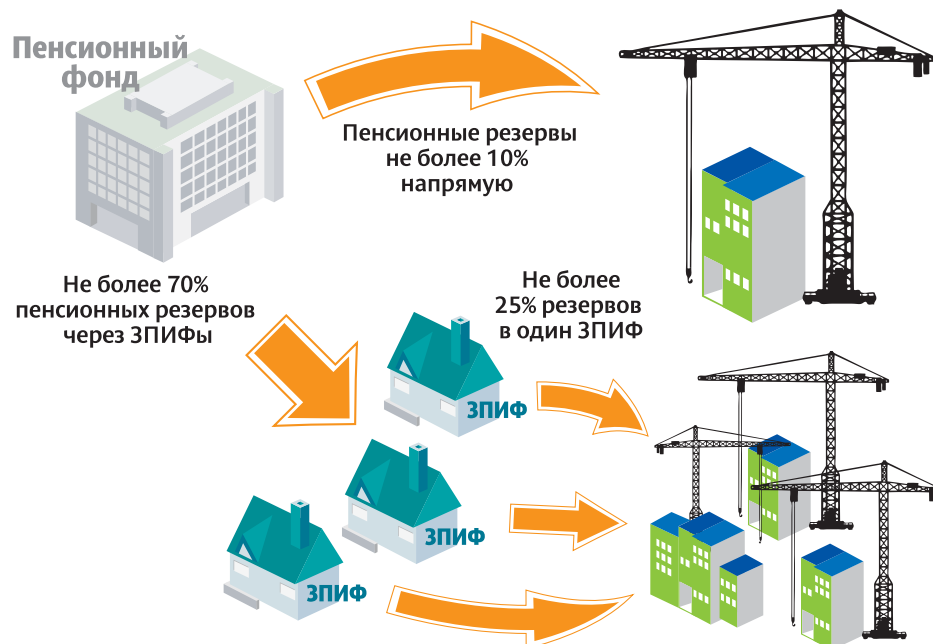 Пенсионный
фонд
Пенсионные резервы
не более 10%
напрямую
Не более 70%
пенсионных резервов
через ЗПИФы
Не более
25% резервов
в один ЗПИФ
ЗПИФ
ЗПИФ
ЗПИФ